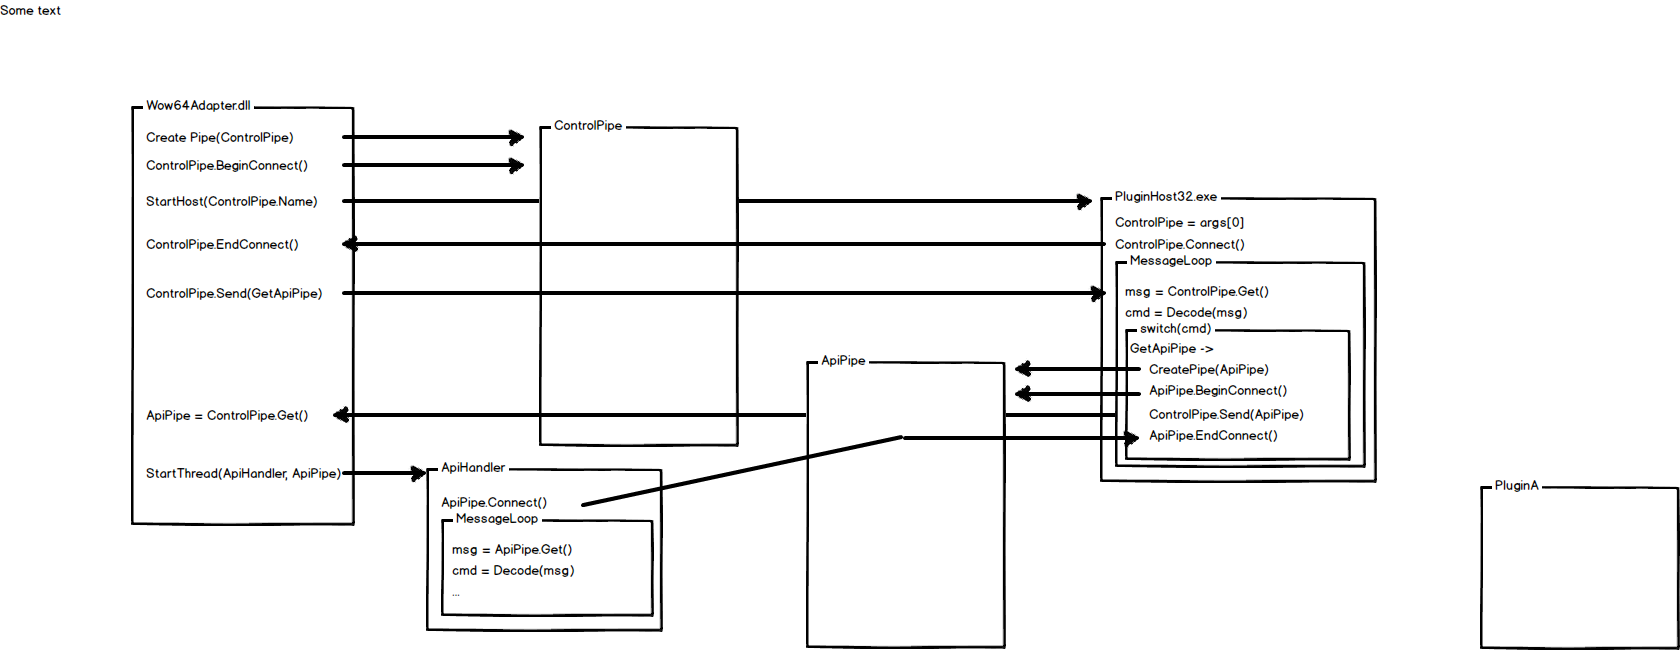 Some text
Wow64Adapter.dll
Create Pipe(ControlPipe)
ControlPipe.BeginConnect()
StartHost(ControlPipe.Name)
ControlPipe.EndConnect()
ControlPipe.Send(GetApiPipe)
ApiPipe = ControlPipe.Get()
StartThread(ApiHandler, ApiPipe)
ControlPipe
PluginHost32.exe
ControlPipe = args[0]
ControlPipe.Connect()
MessageLoop
msg = ControlPipe.Get()
cmd = Decode(msg)
switch(cmd)
GetApiPipe ->
CreatePipe(ApiPipe)
ApiPipe.BeginConnect()
ControlPipe.Send(ApiPipe)
ApiPipe.EndConnect()
ApiPipe
ApiHandler
ApiPipe.Connect()
MessageLoop
msg = ApiPipe.Get()
cmd = Decode(msg)
...
PluginA